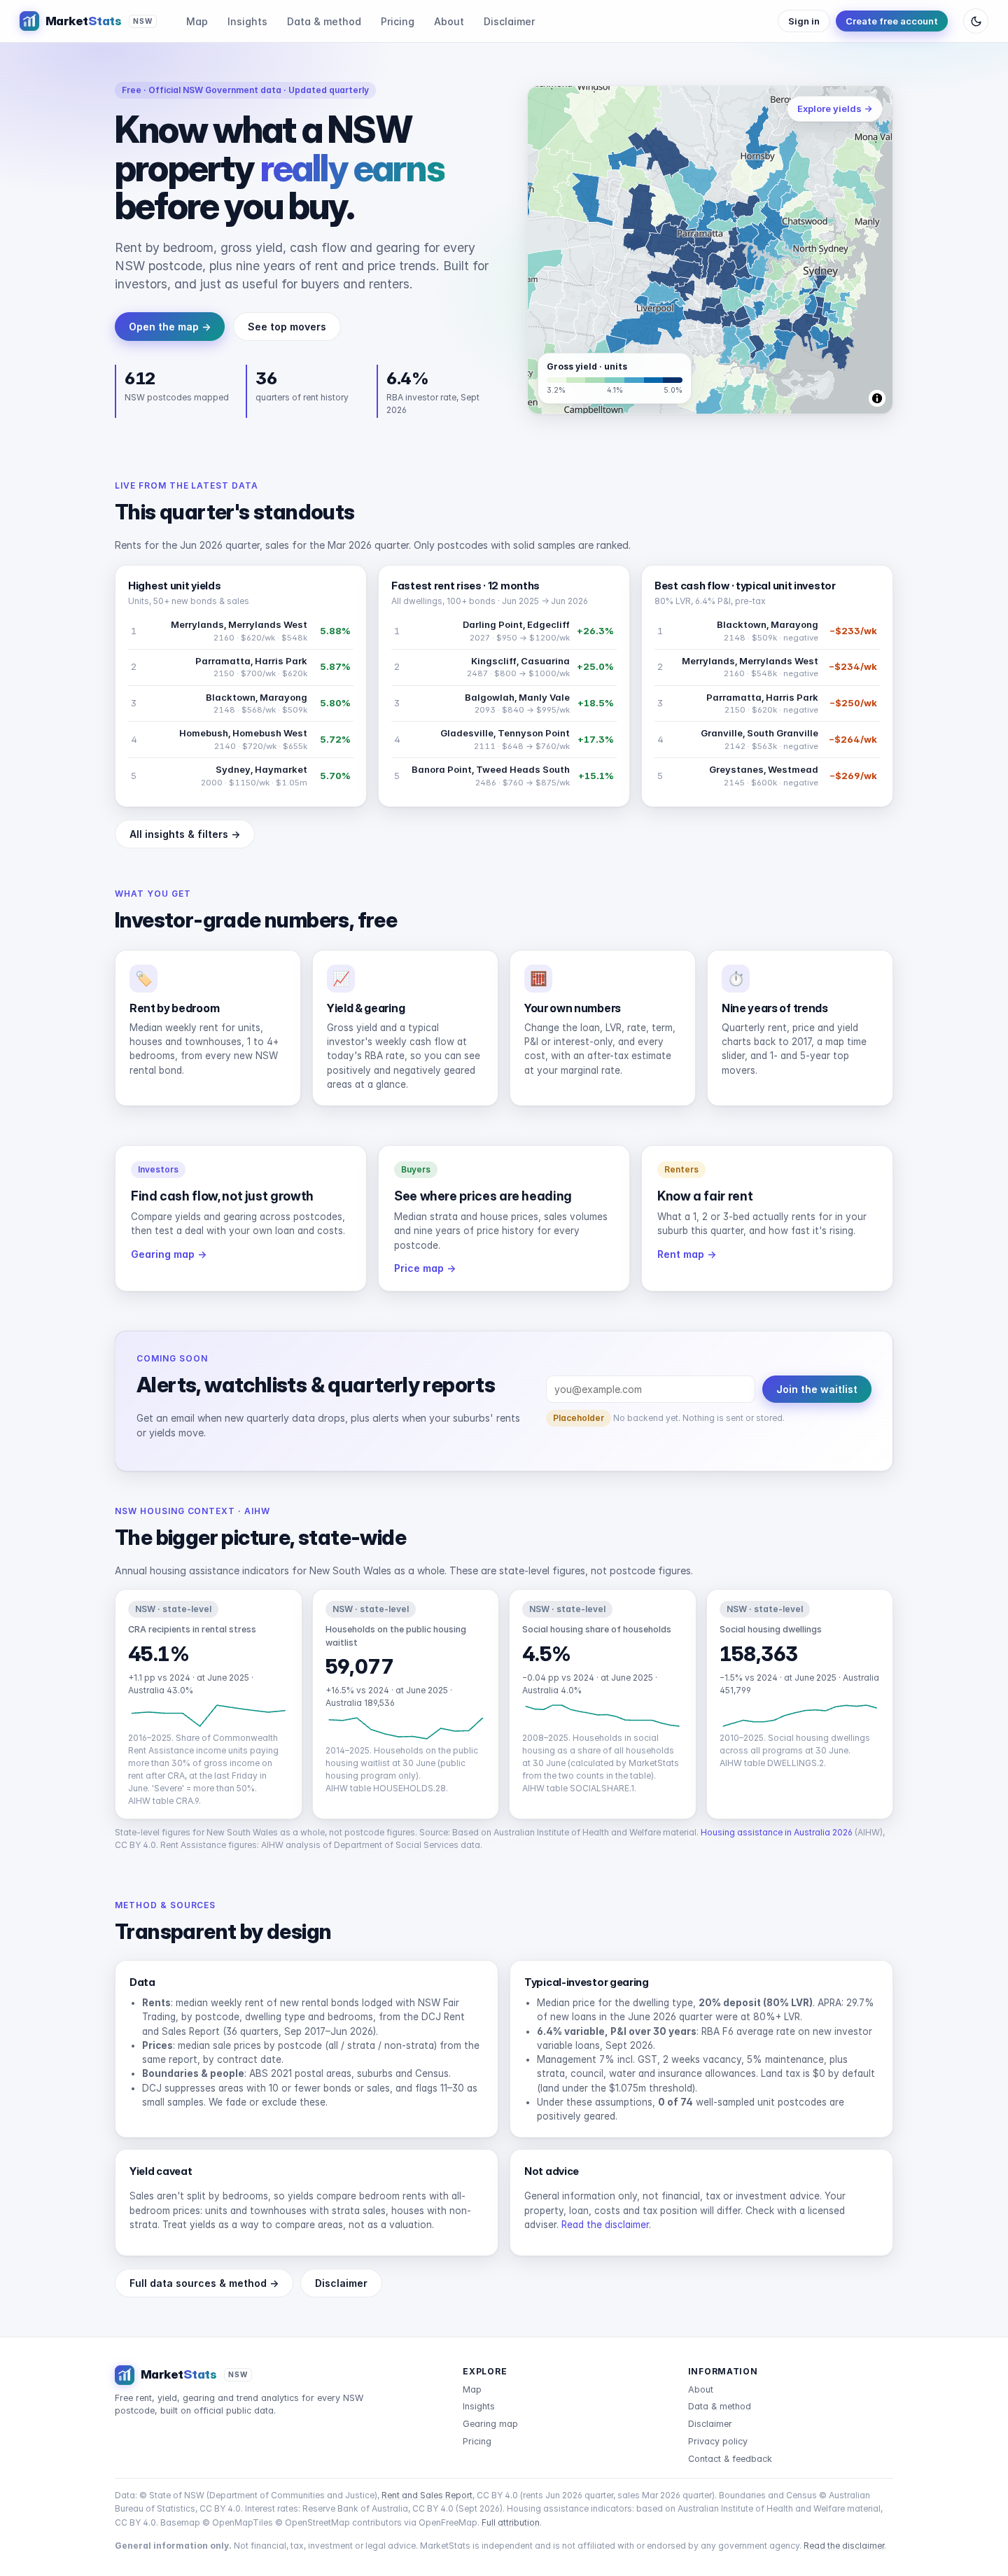 MarketStats NSW Map Insights Data & method Pricing About Disclaimer Sign in Create free account
Free · Official NSW Government data · Updated quarterly
Know what a NSW
property really earns
before you buy.
Rent by bedroom, gross yield, cash flow and gearing for every
NSW postcode, plus nine years of rent and price trends. Built for
investors, and just as useful for buyers and renters.
Open the map → See top movers
612
NSW postcodes mapped
36
quarters of rent history
6.4%
RBA investor rate, Sept
2026
Windsor
Explore yields →
Mona Val
Hornsby
Chatswood
Manly
Parramatta
North Sydney
Sydney
Liverpool
Gross yield · units
3.2% 4.1% 5.0%
Campbelltown
LIVE FROM THE LATEST DATA
This quarter's standouts
Rents for the Jun 2026 quarter, sales for the Mar 2026 quarter. Only postcodes with solid samples are ranked.
Highest unit yields
Units, 50+ new bonds & sales
1 Merrylands, Merrylands West 5.88%
2160 · $620/wk · $548k
2 Parramatta, Harris Park 5.87%
2150 · $700/wk · $620k
3 Blacktown, Marayong 5.80%
2148 · $568/wk · $509k
4 Homebush, Homebush West 5.72%
2140 · $720/wk · $655k
5 Sydney, Haymarket 5.70%
2000 · $1150/wk · $1.05m
Fastest rent rises · 12 months
All dwellings, 100+ bonds · Jun 2025 → Jun 2026
1 Darling Point, Edgecliff +26.3%
2027 · $950 → $1200/wk
2 Kingscliff, Casuarina +25.0%
2487 · $800 → $1000/wk
3 Balgowlah, Manly Vale +18.5%
2093 · $840 → $995/wk
4 Gladesville, Tennyson Point +17.3%
2111 · $648 → $760/wk
5 Banora Point, Tweed Heads South +15.1%
2486 · $760 → $875/wk
Best cash flow · typical unit investor
80% LVR, 6.4% P&I, pre-tax
1 Blacktown, Marayong −$233/wk
2148 · $509k · negative
2 Merrylands, Merrylands West −$234/wk
2160 · $548k · negative
3 Parramatta, Harris Park −$250/wk
2150 · $620k · negative
4 Granville, South Granville −$264/wk
2142 · $563k · negative
5 Greystanes, Westmead −$269/wk
2145 · $600k · negative
All insights & filters →
WHAT YOU GET
Investor-grade numbers, free
Rent by bedroom
Median weekly rent for units,
houses and townhouses, 1 to 4+
bedrooms, from every new NSW
rental bond.
Yield & gearing
Gross yield and a typical
investor's weekly cash flow at
today's RBA rate, so you can see
positively and negatively geared
areas at a glance.
Your own numbers
Change the loan, LVR, rate, term,
P&I or interest-only, and every
cost, with an after-tax estimate
at your marginal rate.
Nine years of trends
Quarterly rent, price and yield
charts back to 2017, a map time
slider, and 1- and 5-year top
movers.
Investors
Find cash flow, not just growth
Compare yields and gearing across postcodes,
then test a deal with your own loan and costs.
Gearing map →
Buyers
See where prices are heading
Median strata and house prices, sales volumes
and nine years of price history for every
postcode.
Price map →
Renters
Know a fair rent
What a 1, 2 or 3-bed actually rents for in your
suburb this quarter, and how fast it's rising.
Rent map →
COMING SOON
Alerts, watchlists & quarterly reports
Get an email when new quarterly data drops, plus alerts when your suburbs' rents
or yields move.
you@example.com Join the waitlist
Placeholder No backend yet. Nothing is sent or stored.
NSW HOUSING CONTEXT · AIHW
The bigger picture, state-wide
Annual housing assistance indicators for New South Wales as a whole. These are state-level figures, not postcode figures.
NSW · state-level
CRA recipients in rental stress
45.1%
+1.1 pp vs 2024 · at June 2025 ·
Australia 43.0%
2016–2025. Share of Commonwealth
Rent Assistance income units paying
more than 30% of gross income on
rent after CRA, at the last Friday in
June. 'Severe' = more than 50%.
AIHW table CRA.9.
NSW · state-level
Households on the public housing
waitlist
59,077
+16.5% vs 2024 · at June 2025 ·
Australia 189,536
2014–2025. Households on the public
housing waitlist at 30 June (public
housing program only).
AIHW table HOUSEHOLDS.28.
NSW · state-level
Social housing share of households
4.5%
−0.04 pp vs 2024 · at June 2025 ·
Australia 4.0%
2008–2025. Households in social
housing as a share of all households
at 30 June (calculated by MarketStats
from the two counts in the table).
AIHW table SOCIALSHARE.1.
NSW · state-level
Social housing dwellings
158,363
−1.5% vs 2024 · at June 2025 · Australia
451,799
2010–2025. Social housing dwellings
across all programs at 30 June.
AIHW table DWELLINGS.2.
State-level figures for New South Wales as a whole, not postcode figures. Source: Based on Australian Institute of Health and Welfare material. Housing assistance in Australia 2026 (AIHW),
CC BY 4.0. Rent Assistance figures: AIHW analysis of Department of Social Services data.
METHOD & SOURCES
Transparent by design
Data
• Rents: median weekly rent of new rental bonds lodged with NSW Fair
Trading, by postcode, dwelling type and bedrooms, from the DCJ Rent
and Sales Report (36 quarters, Sep 2017–Jun 2026).
• Prices: median sale prices by postcode (all / strata / non-strata) from the
same report, by contract date.
• Boundaries & people: ABS 2021 postal areas, suburbs and Census.
• DCJ suppresses areas with 10 or fewer bonds or sales, and flags 11–30 as
small samples. We fade or exclude these.
Typical-investor gearing
• Median price for the dwelling type, 20% deposit (80% LVR). APRA: 29.7%
of new loans in the June 2026 quarter were at 80%+ LVR.
• 6.4% variable, P&I over 30 years: RBA F6 average rate on new investor
variable loans, Sept 2026.
• Management 7% incl. GST, 2 weeks vacancy, 5% maintenance, plus
strata, council, water and insurance allowances. Land tax is $0 by default
(land under the $1.075m threshold).
• Under these assumptions, 0 of 74 well-sampled unit postcodes are
positively geared.
Yield caveat
Sales aren't split by bedrooms, so yields compare bedroom rents with all-
bedroom prices: units and townhouses with strata sales, houses with non-
strata. Treat yields as a way to compare areas, not as a valuation.
Not advice
General information only, not financial, tax or investment advice. Your
property, loan, costs and tax position will differ. Check with a licensed
adviser. Read the disclaimer.
Full data sources & method → Disclaimer
MarketStats NSW
Free rent, yield, gearing and trend analytics for every NSW
postcode, built on official public data.
EXPLORE
Map
Insights
Gearing map
Pricing
INFORMATION
About
Data & method
Disclaimer
Privacy policy
Contact & feedback
Data: © State of NSW (Department of Communities and Justice), Rent and Sales Report, CC BY 4.0 (rents Jun 2026 quarter, sales Mar 2026 quarter). Boundaries and Census © Australian
Bureau of Statistics, CC BY 4.0. Interest rates: Reserve Bank of Australia, CC BY 4.0 (Sept 2026). Housing assistance indicators: based on Australian Institute of Health and Welfare material,
CC BY 4.0. Basemap © OpenMapTiles © OpenStreetMap contributors via OpenFreeMap. Full attribution.
General information only. Not financial, tax, investment or legal advice. MarketStats is independent and is not affiliated with or endorsed by any government agency. Read the disclaimer.